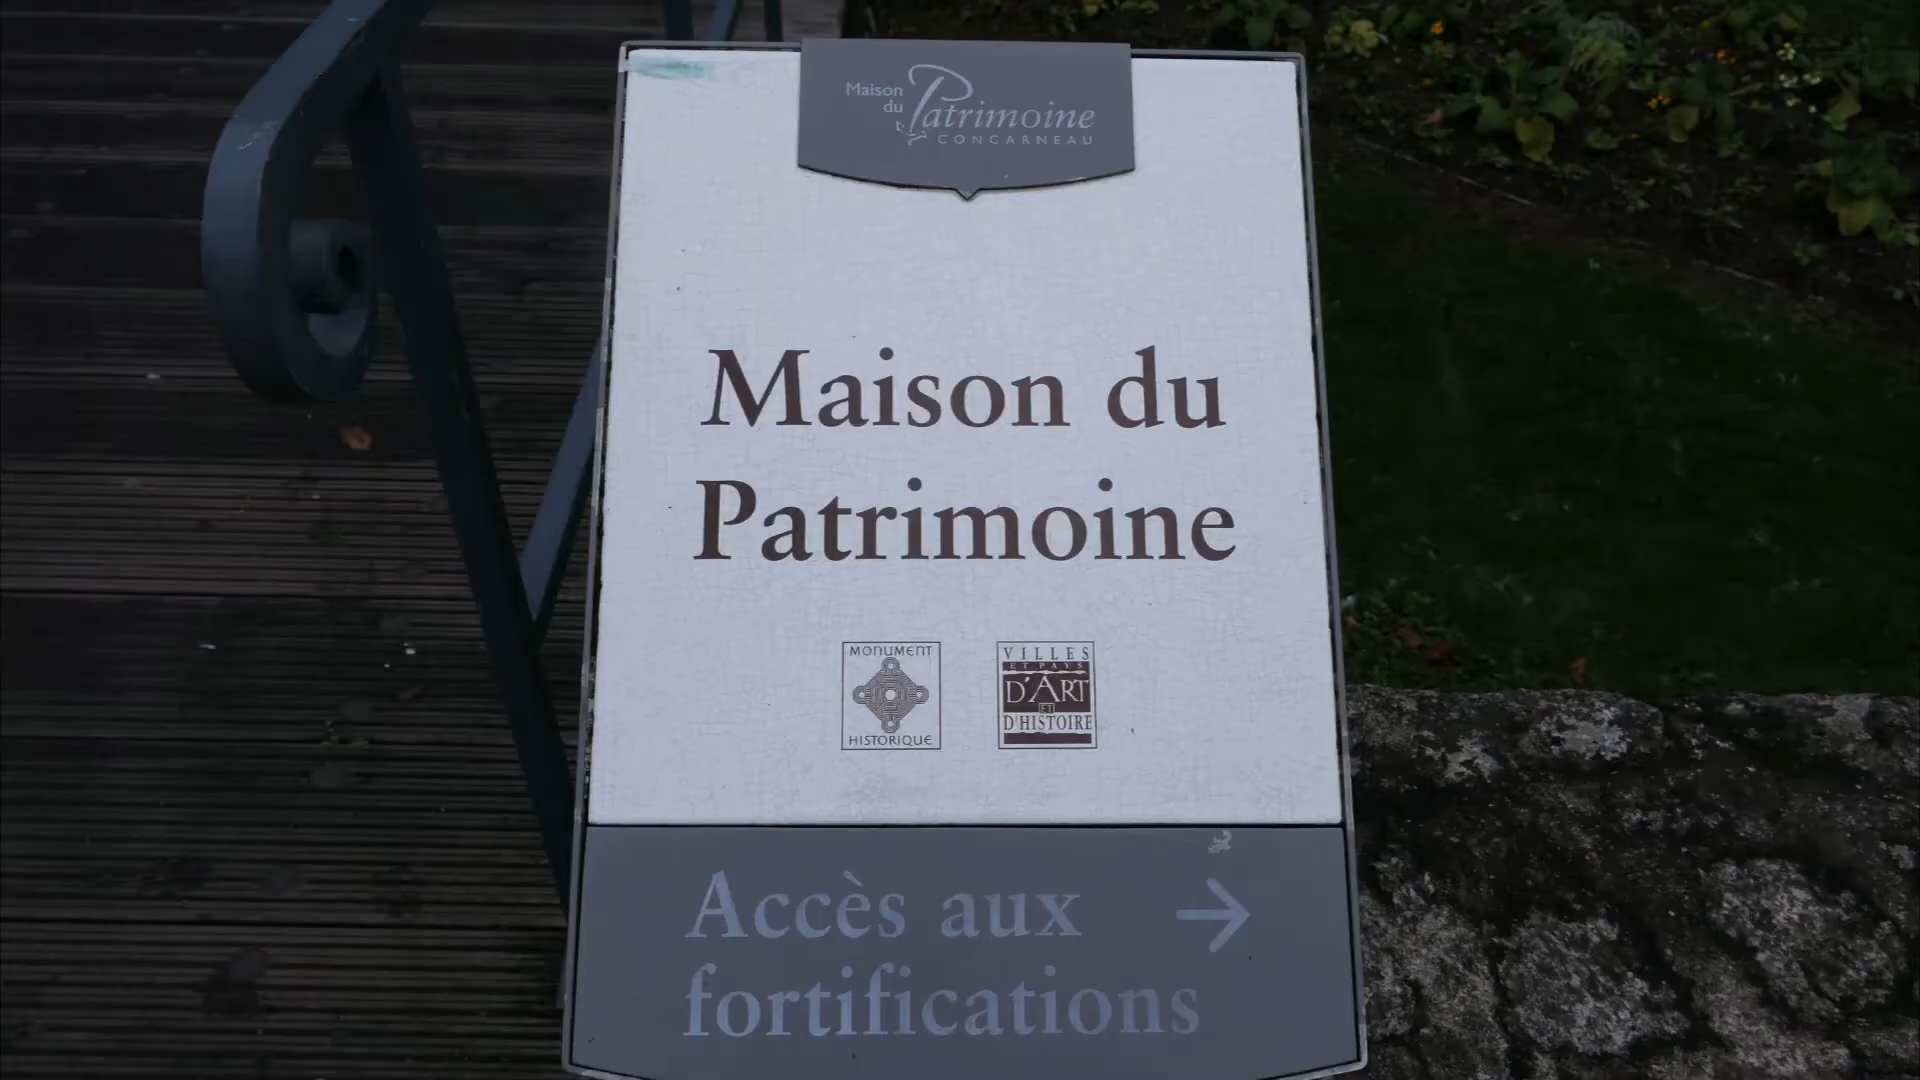 Maison
du Patrimoine
CONCARNEAU
Maison du
Patrimoine
MONUMENT
HISTORIQUE
VILLES
ET PAYS
D'ART
ET
D'HISTOIRE
Accès aux →
fortifications